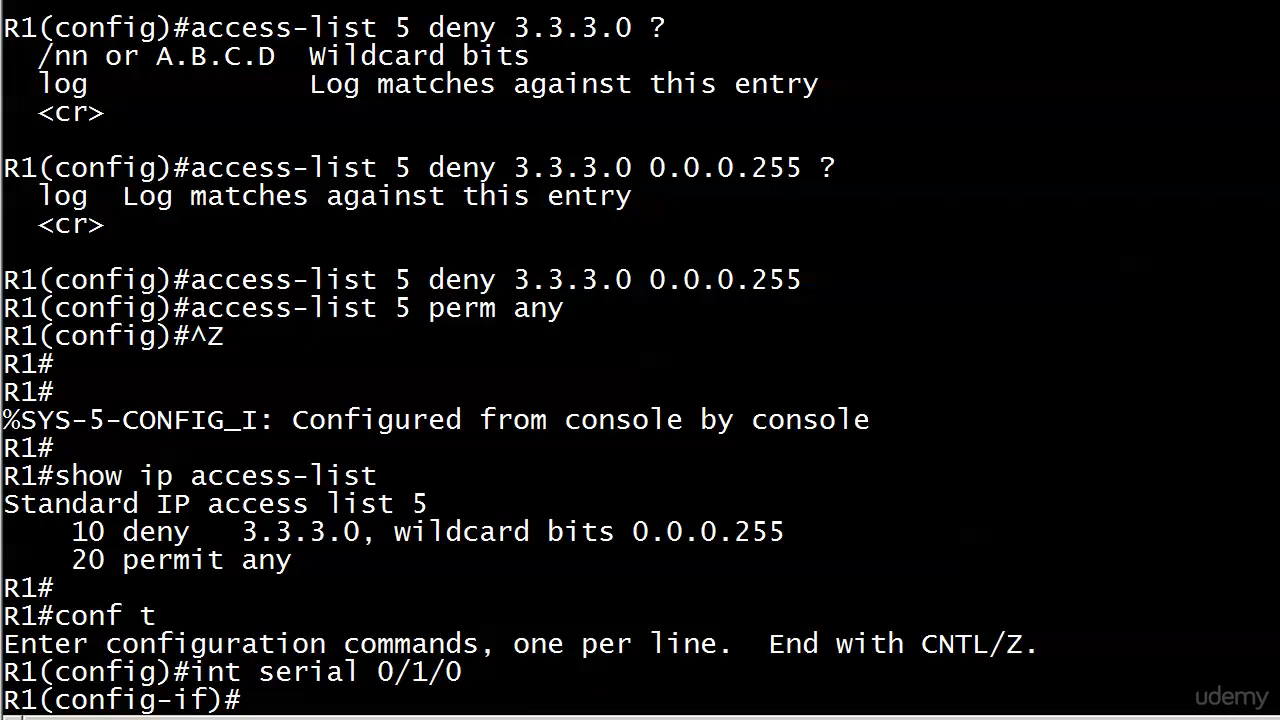 R1(config)#access-list 5 deny 3.3.3.0 ?
  /nn or A.B.C.D  Wildcard bits
  log             Log matches against this entry
  <cr>

R1(config)#access-list 5 deny 3.3.3.0 0.0.0.255 ?
  log  Log matches against this entry
  <cr>

R1(config)#access-list 5 deny 3.3.3.0 0.0.0.255
R1(config)#access-list 5 perm any
R1(config)#^Z
R1#
R1#
%SYS-5-CONFIG_I: Configured from console by console
R1#
R1#show ip access-list
Standard IP access list 5
    10 deny   3.3.3.0, wildcard bits 0.0.0.255
    20 permit any
R1#
R1#conf t
Enter configuration commands, one per line.  End with CNTL/Z.
R1(config)#int serial 0/1/0
R1(config-if)#
udemy